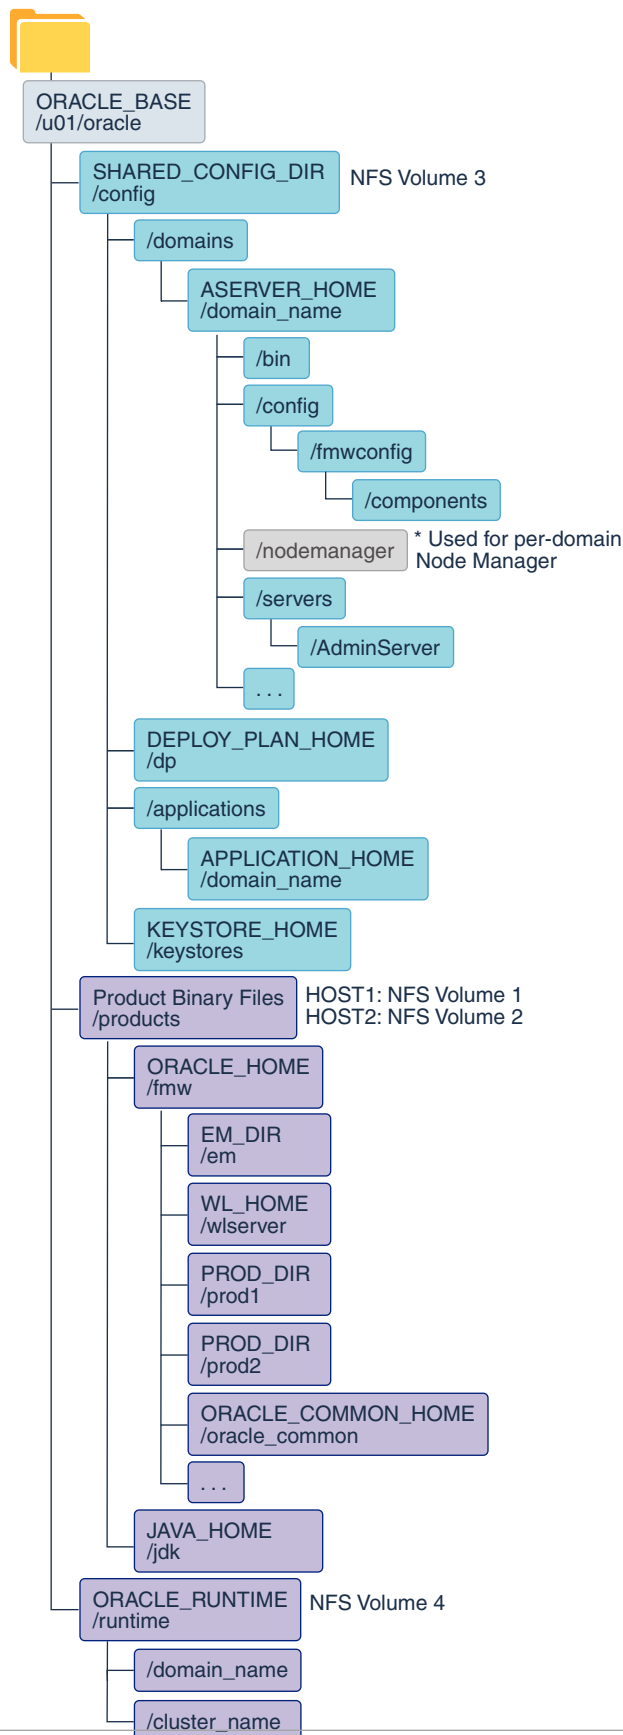 ORACLE_BASE
/u01/oracle
SHARED_CONFIG_DIR
/config
NFS Volume 3
/domains
ASERVER_HOME
/domain_name
/bin
/config
/fmwconfig
/components
/nodemanager
* Used for per-domain
Node Manager
/servers
/AdminServer
. . .
DEPLOY_PLAN_HOME
/dp
/applications
APPLICATION_HOME
/domain_name
KEYSTORE_HOME
/keystores
Product Binary Files
/products
HOST1: NFS Volume 1
HOST2: NFS Volume 2
ORACLE_HOME
/fmw
EM_DIR
/em
WL_HOME
/wlserver
PROD_DIR
/prod1
PROD_DIR
/prod2
ORACLE_COMMON_HOME
/oracle_common
. . .
JAVA_HOME
/jdk
ORACLE_RUNTIME
/runtime
NFS Volume 4
/domain_name
/cluster_name